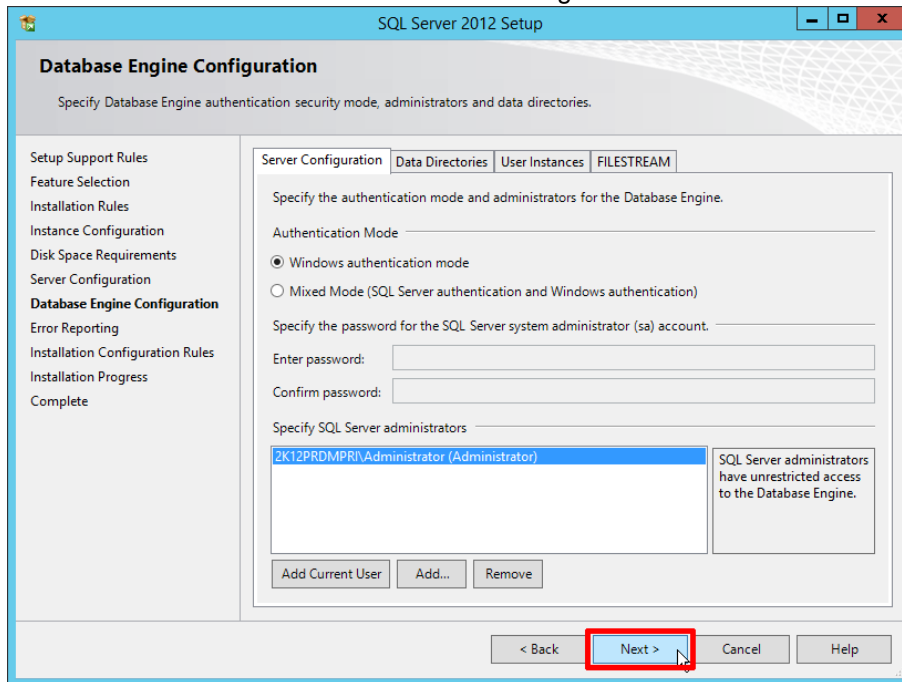 SQL Server 2012 Setup
Database Engine Configuration
Specify Database Engine authentication security mode, administrators and data directories.
Setup Support Rules
Feature Selection
Installation Rules
Instance Configuration
Disk Space Requirements
Server Configuration
Database Engine Configuration
Error Reporting
Installation Configuration Rules
Installation Progress
Complete
Server Configuration Data Directories User Instances FILESTREAM
Specify the authentication mode and administrators for the Database Engine.
Authentication Mode
Windows authentication mode
Mixed Mode (SQL Server authentication and Windows authentication)
Specify the password for the SQL Server system administrator (sa) account.
Enter password:
Confirm password:
Specify SQL Server administrators
2K12PRDMPRI\Administrator (Administrator)
SQL Server administrators
have unrestricted access
to the Database Engine.
Add Current User Add... Remove
< Back Next > Cancel Help